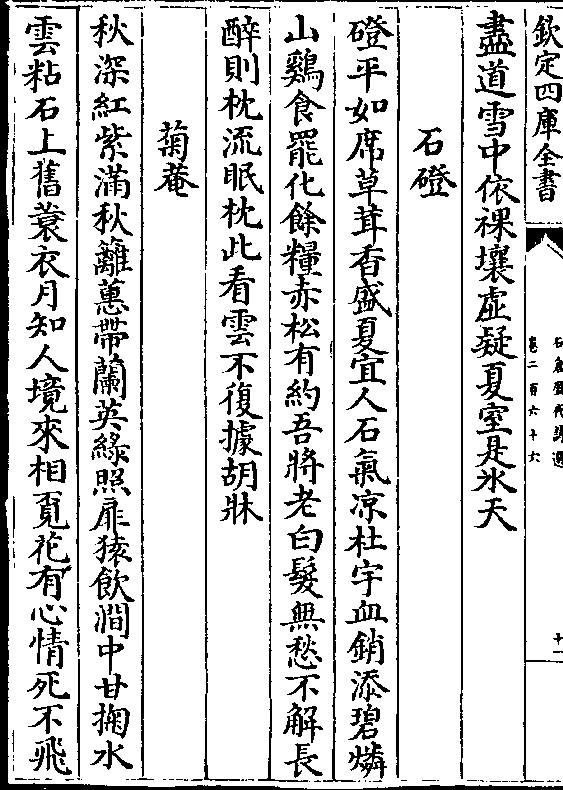 欽定四庫全書
石倉歴代詩選
卷二百六十六
十一
盡道雪中依裸壤虚疑夏室是氷天
石磴
磴平如席草茸香盛夏宜人石氣凉杜宇血銷添碧燐
山鷄食罷化餘糧赤松有約吾將老白髮無愁不解長
醉則枕流眠枕此看雲不復據胡牀
菊菴
秋深紅紫滿秋籬蕙帶蘭英緑照扉猿飲澗中甘掬水
雲粘石上舊蓑衣月知人境來相覓花有心情死不飛